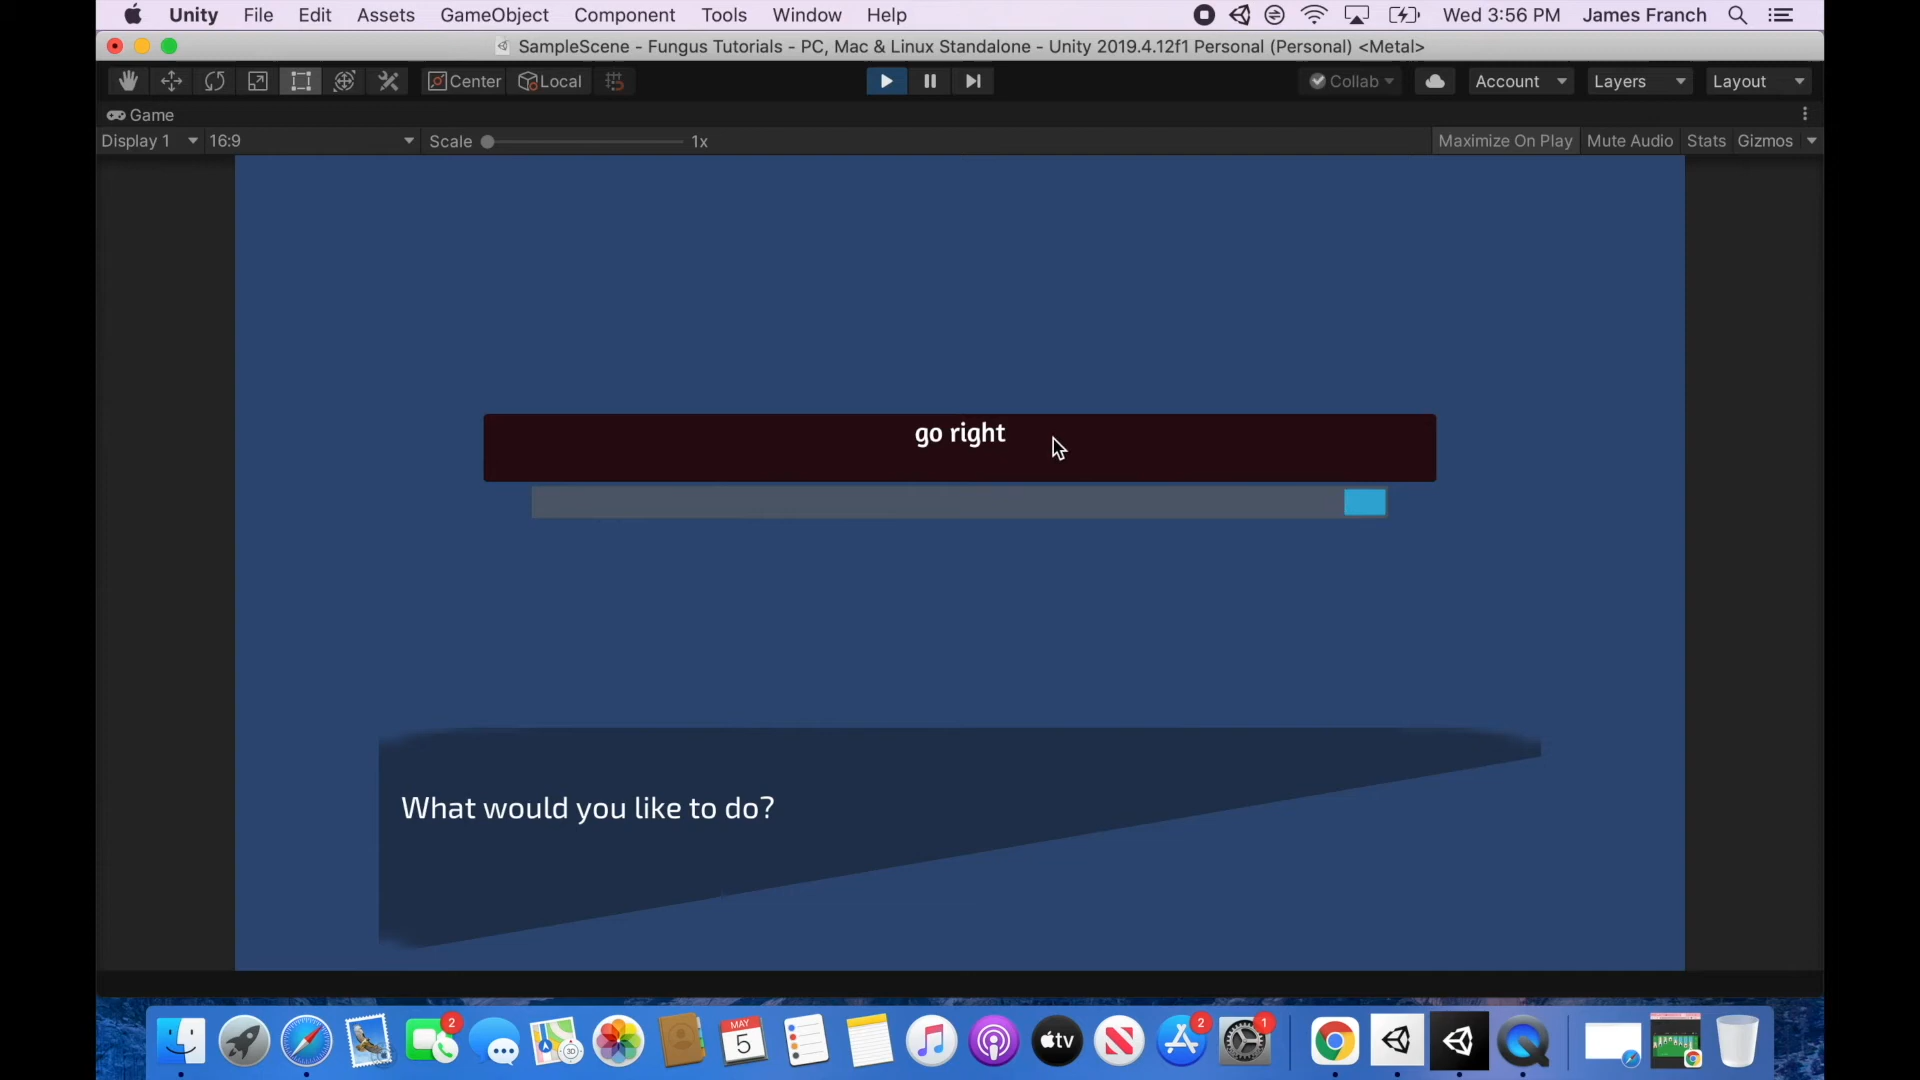 Unity File Edit Assets GameObject Component Tools Window Help Wed 3:56 PM James Franch
SampleScene - Fungus Tutorials - PC, Mac & Linux Standalone - Unity 2019.4.12f1 Personal (Personal) <Metal>
Center Local Collab Account Layers Layout
Game
Display 1 16:9 Scale 1x Maximize On Play Mute Audio Stats Gizmos
go right
What would you like to do?
2 MAY 5 3D tv 2 1